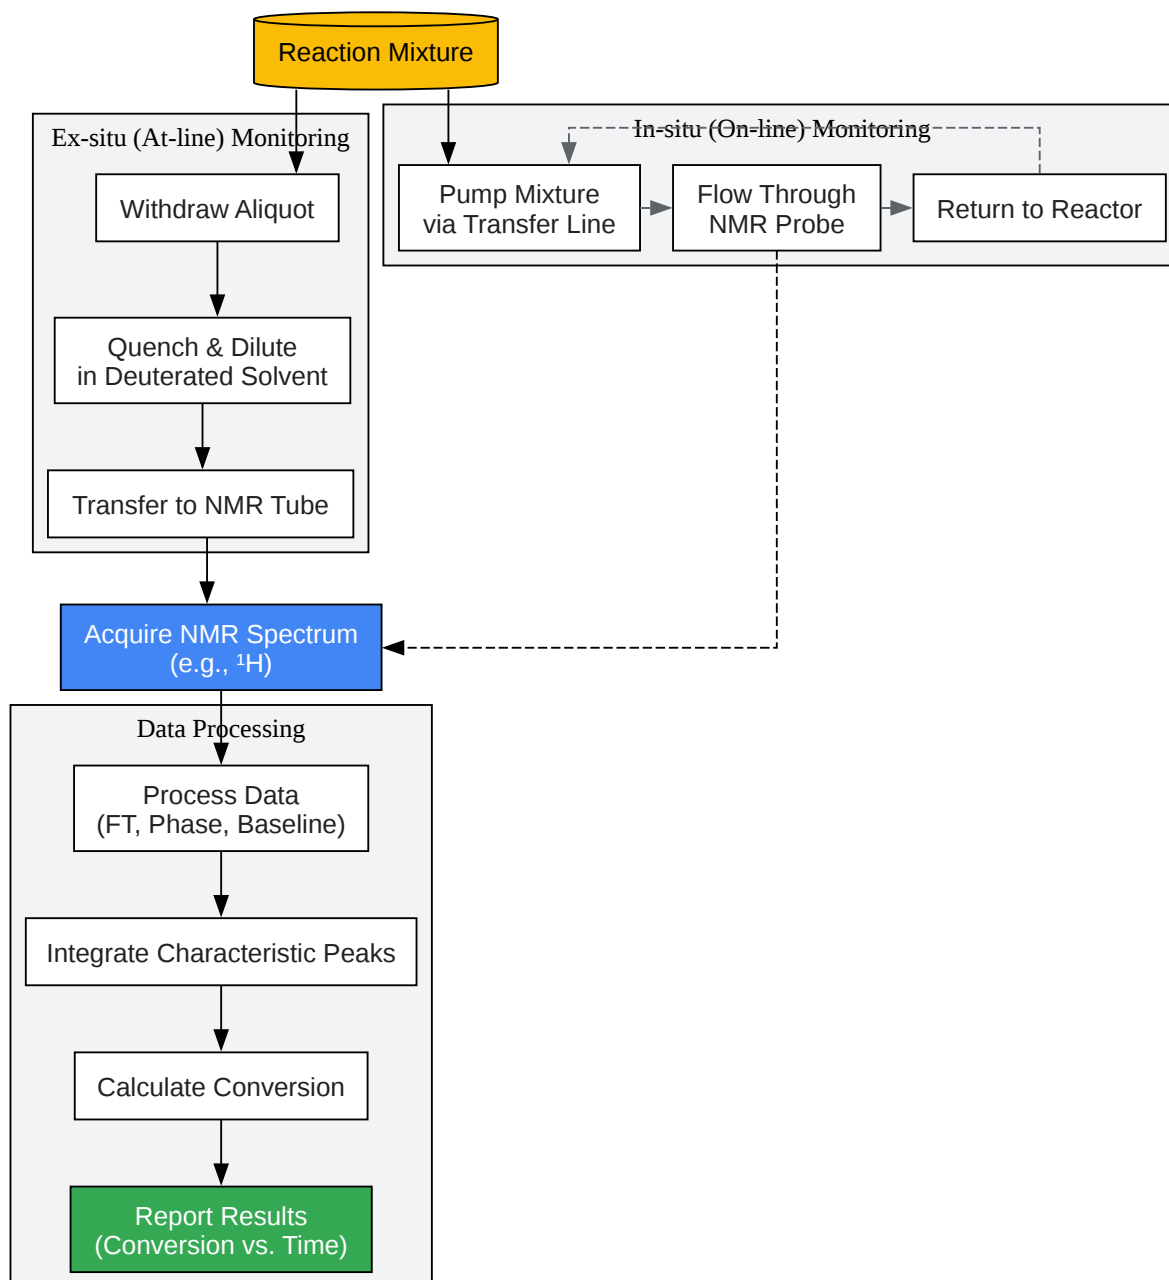 Reaction Mixture
Ex-situ (At-line) Monitoring
Withdraw Aliquot
Quench & Dilute
in Deuterated Solvent
Transfer to NMR Tube
In-situ (On-line) Monitoring
Pump Mixture
via Transfer Line
Flow Through
NMR Probe
Return to Reactor
Acquire NMR Spectrum
(e.g., ¹H)
Data Processing
Process Data
(FT, Phase, Baseline)
Integrate Characteristic Peaks
Calculate Conversion
Report Results
(Conversion vs. Time)